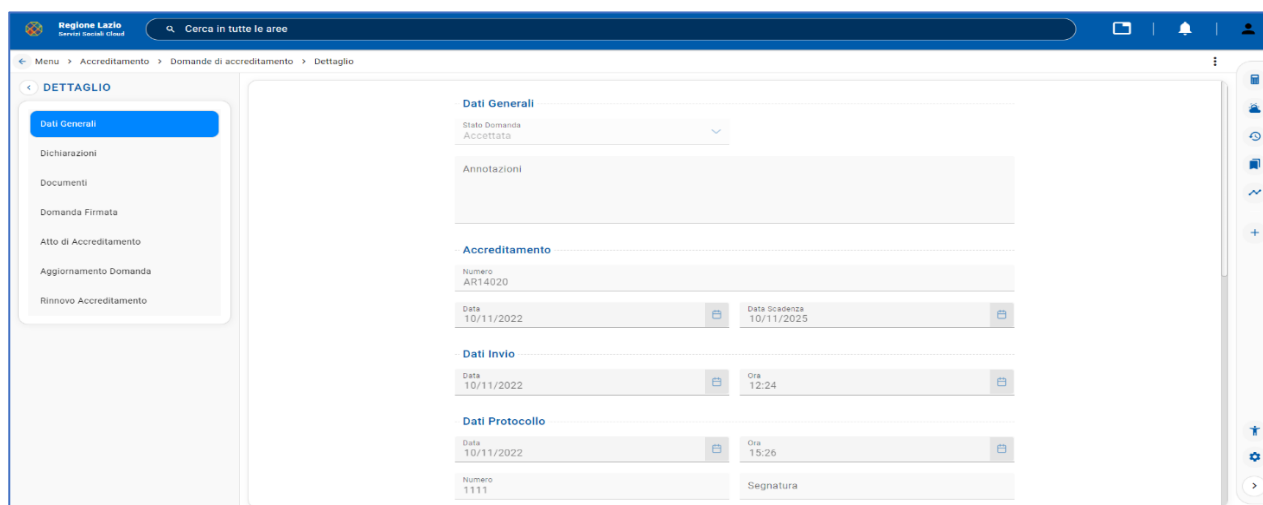 Regione Lazio
Servizi Sociali Cloud
Cerca in tutte le aree
Menu > Accreditamento > Domande di accreditamento > Dettaglio
DETTAGLIO
Dati Generali
Dichiarazioni
Documenti
Domanda Firmata
Atto di Accreditamento
Aggiornamento Domanda
Rinnovo Accreditamento
Dati Generali
Stato Domanda
Accettata
Annotazioni
Accreditamento
Numero
AR14020
Data
10/11/2022
Data Scadenza
10/11/2025
Dati Invio
Data
10/11/2022
Ora
12:24
Dati Protocollo
Data
10/11/2022
Ora
15:26
Numero
1111
Segnatura